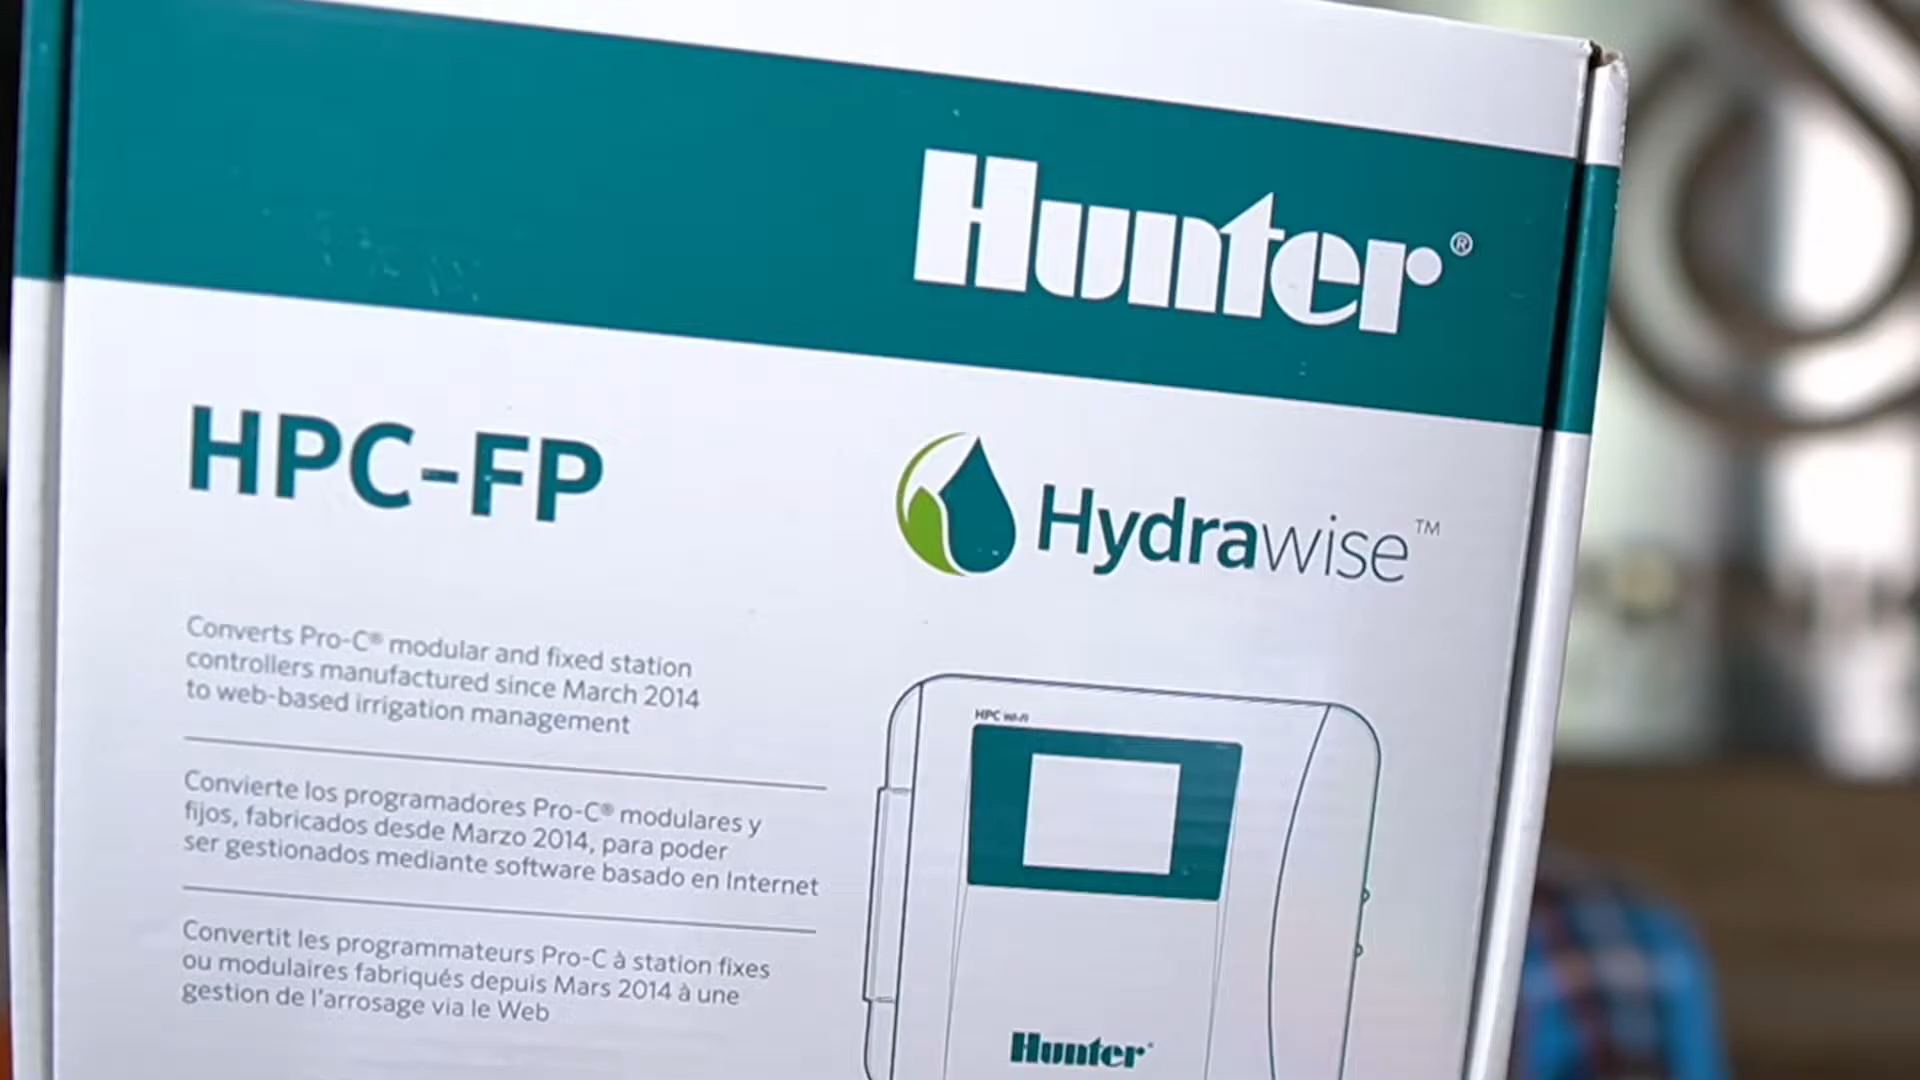 Hunter®
HPC-FP
Hydrawise™
Converts Pro-C® modular and fixed station
controllers manufactured since March 2014
to web-based irrigation management
Convierte los programadores Pro-C® modulares y
fijos, fabricados desde Marzo 2014, para poder
ser gestionados mediante software basado en Internet
Convertit les programmateurs Pro-C à station fixes
ou modulaires fabriqués depuis Mars 2014 à une
gestion de l'arrosage via le Web
HPC Wi-Fi
Hunter®